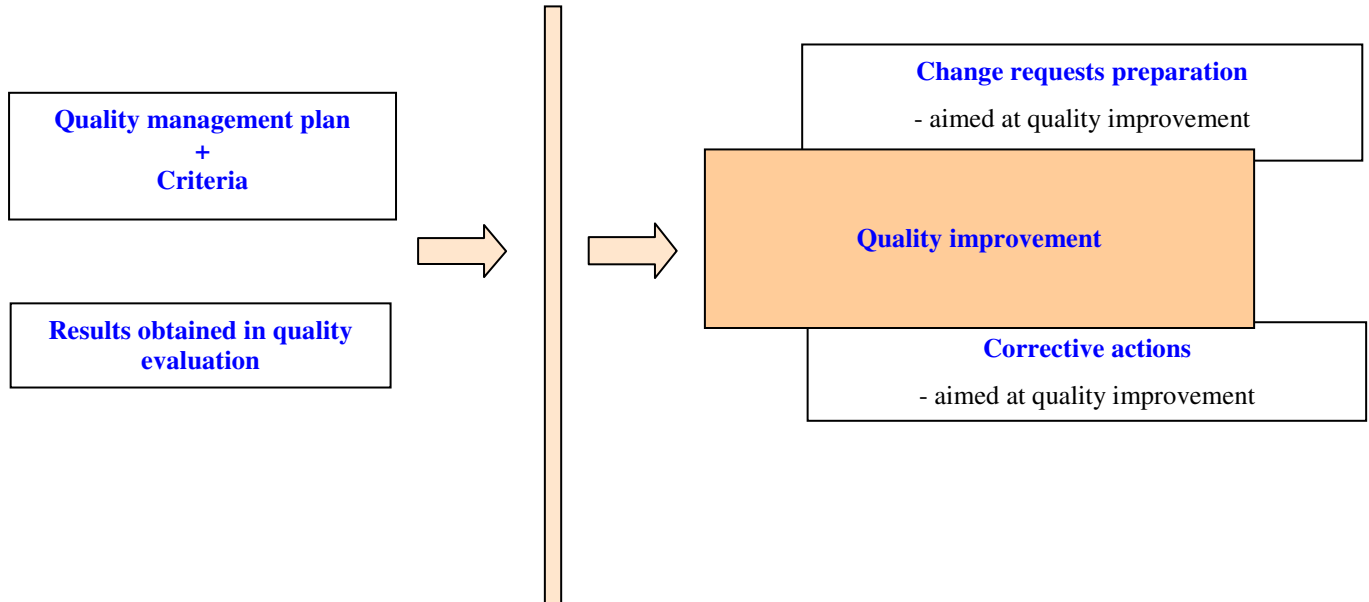 Quality management plan
+
Criteria
Results obtained in quality
evaluation
Change requests preparation
- aimed at quality improvement
Quality improvement
Corrective actions
- aimed at quality improvement